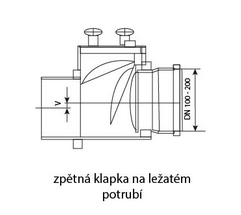 V
DN 100 - 200
zpětná klapka na ležatém
potrubí